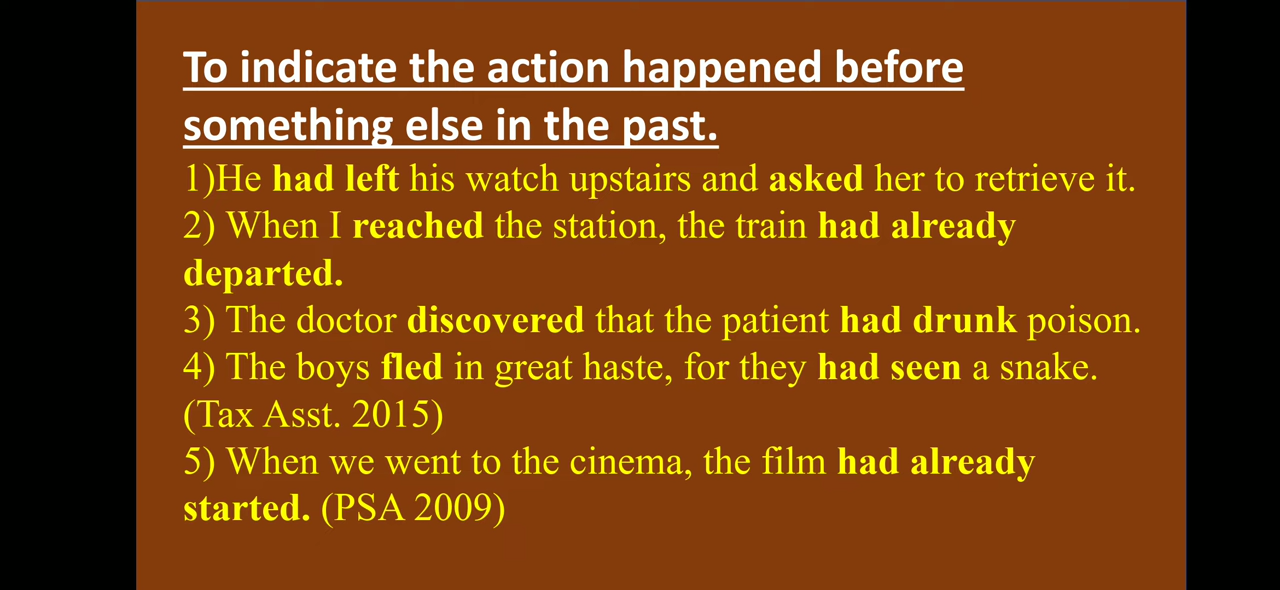 To indicate the action happened before
something else in the past.
1)He had left his watch upstairs and asked her to retrieve it.
2) When I reached the station, the train had already
departed.
3) The doctor discovered that the patient had drunk poison.
4) The boys fled in great haste, for they had seen a snake.
(Tax Asst. 2015)
5) When we went to the cinema, the film had already
started. (PSA 2009)